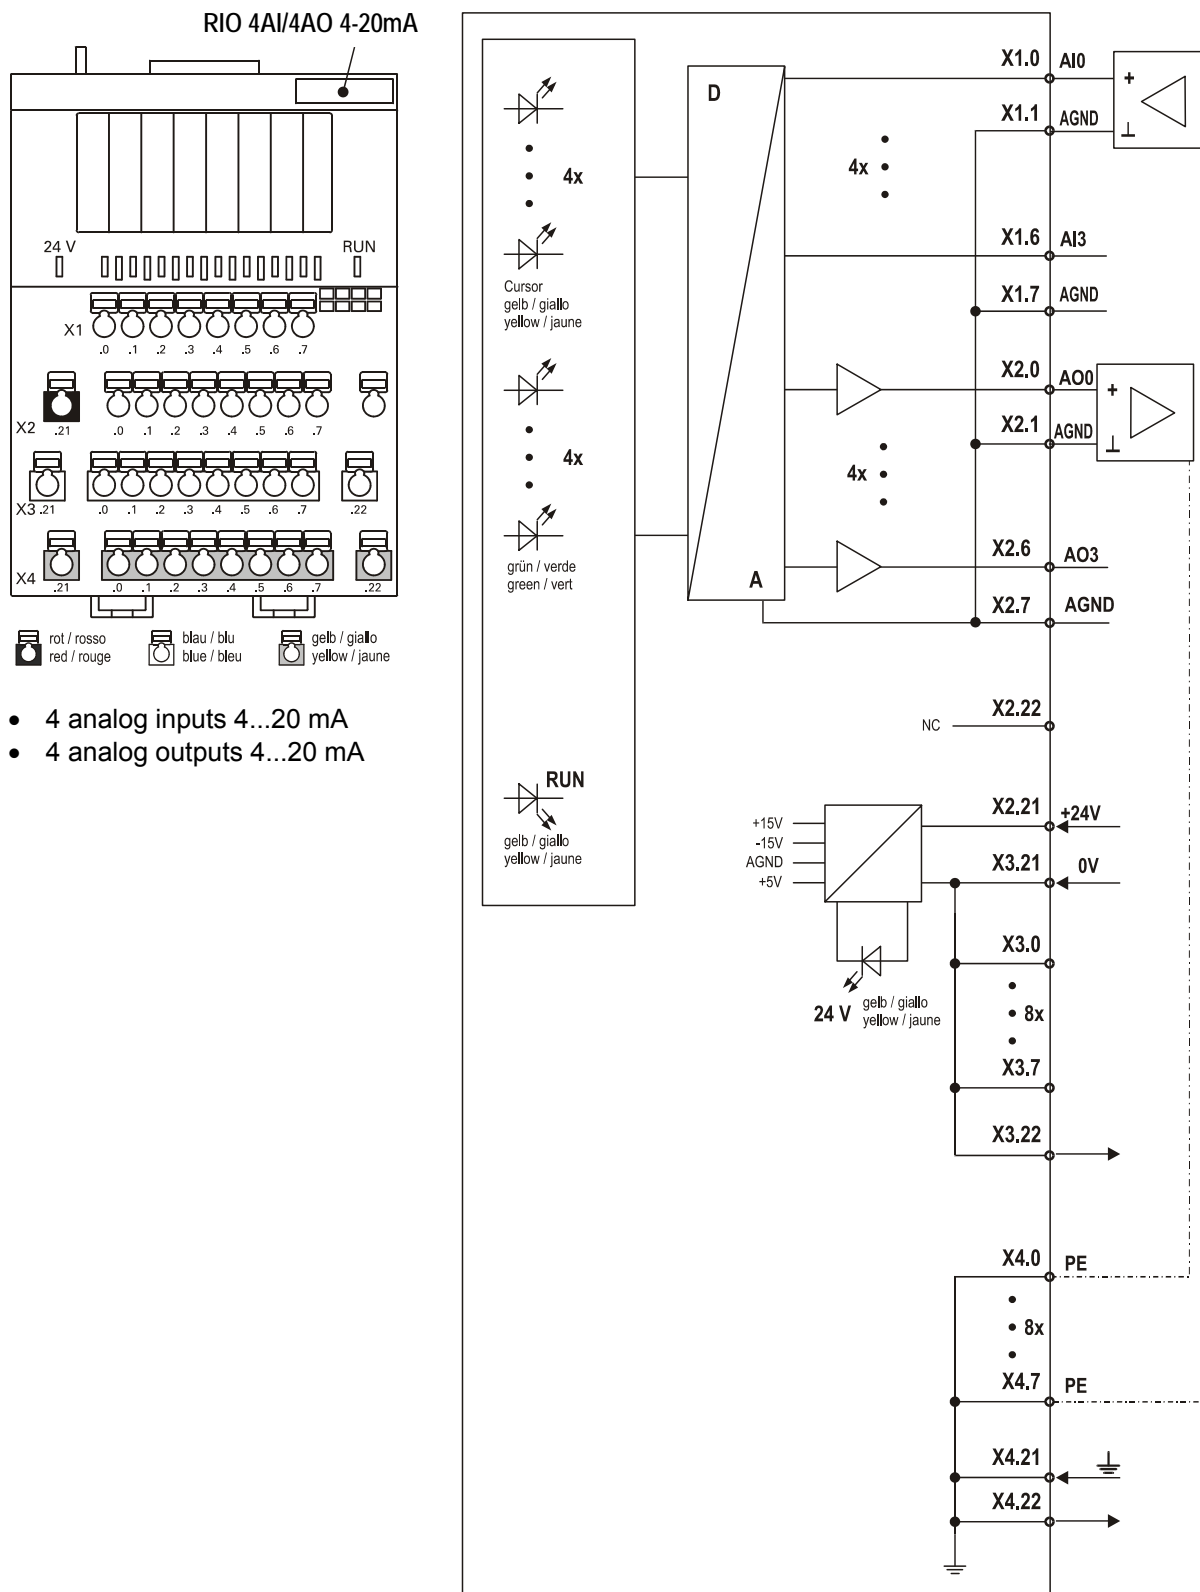 RIO 4AI/4AO 4-20mA
24 V
RUN
X1
.0 .1 .2 .3 .4 .5 .6 .7
X2
.21 .0 .1 .2 .3 .4 .5 .6 .7
X3
.21 .0 .1 .2 .3 .4 .5 .6 .7 .22
X4
.21 .0 .1 .2 .3 .4 .5 .6 .7 .22
rot / rosso
red / rouge
blau / blu
blue / bleu
gelb / giallo
yellow / jaune
• 4 analog inputs 4...20 mA
• 4 analog outputs 4...20 mA
4x
Cursor
gelb / giallo
yellow / jaune
4x
grün / verde
green / vert
RUN
gelb / giallo
yellow / jaune
D
A
X1.0 AI0
+
X1.1 AGND
4x
X1.6 AI3
X1.7 AGND
X2.0 AO0
+
X2.1 AGND
4x
X2.6 AO3
X2.7 AGND
X2.22
NC
X2.21 +24V
+15V
-15V
AGND
+5V
X3.21 0V
24 V
gelb / giallo
yellow / jaune
X3.0
8x
X3.7
X3.22
X4.0 PE
8x
X4.7 PE
X4.21
X4.22